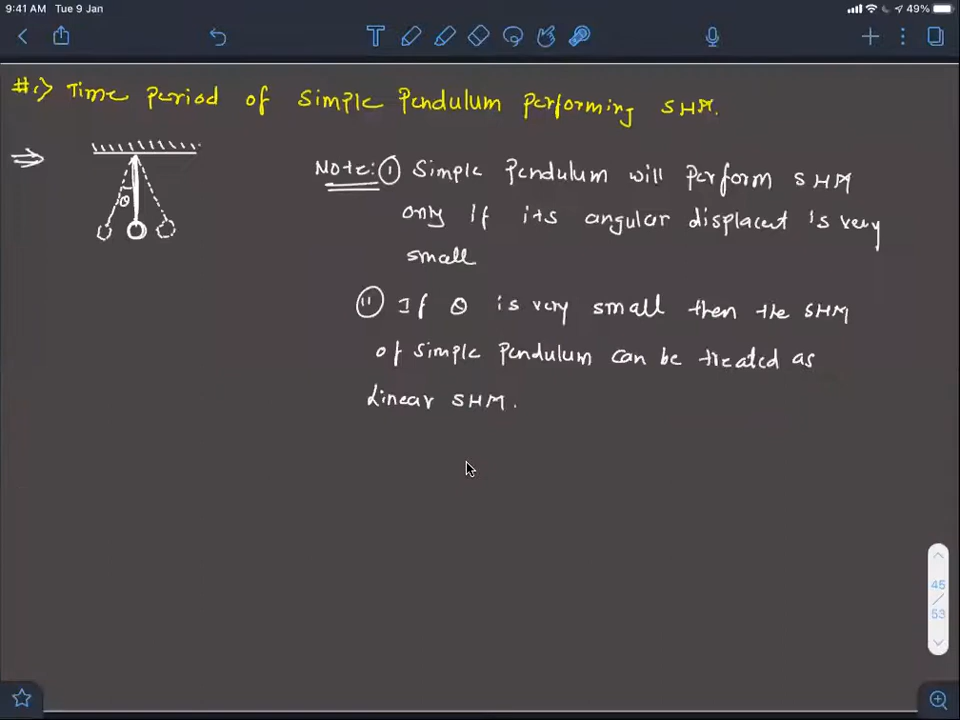 9:41 AM Tue 9 Jan
49%
#1> Time Period of Simple Pendulum Performing SHM.
Note: (i) Simple Pendulum will Perform SHM
only if its angular displacent is very
small
θ
(ii) If θ is very small then the SHM
of Simple Pendulum can be treated as
Linear SHM.
45
/
53